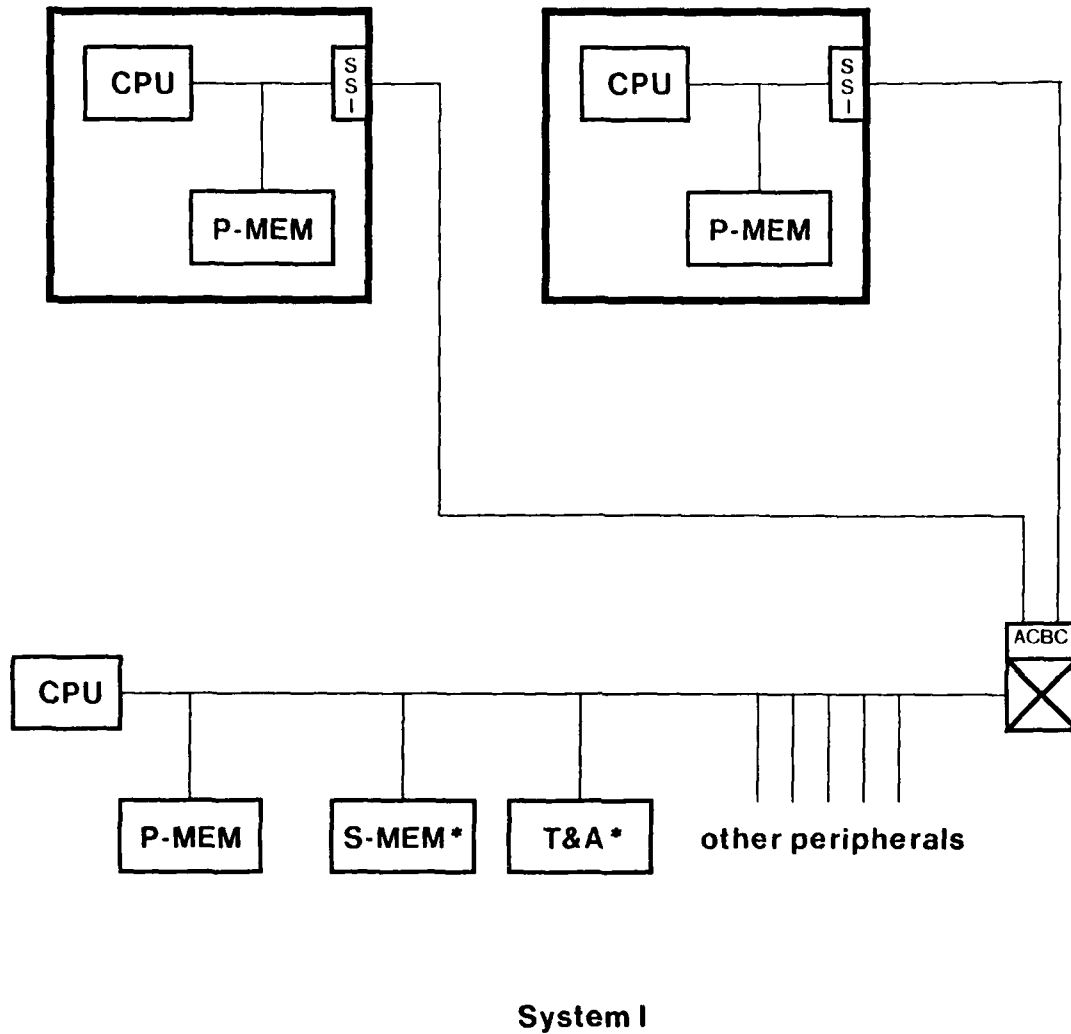 CPU
SSI
P-MEM
CPU
SSI
P-MEM
ACBC
CPU
P-MEM
S-MEM*
T&A*
other peripherals
System I